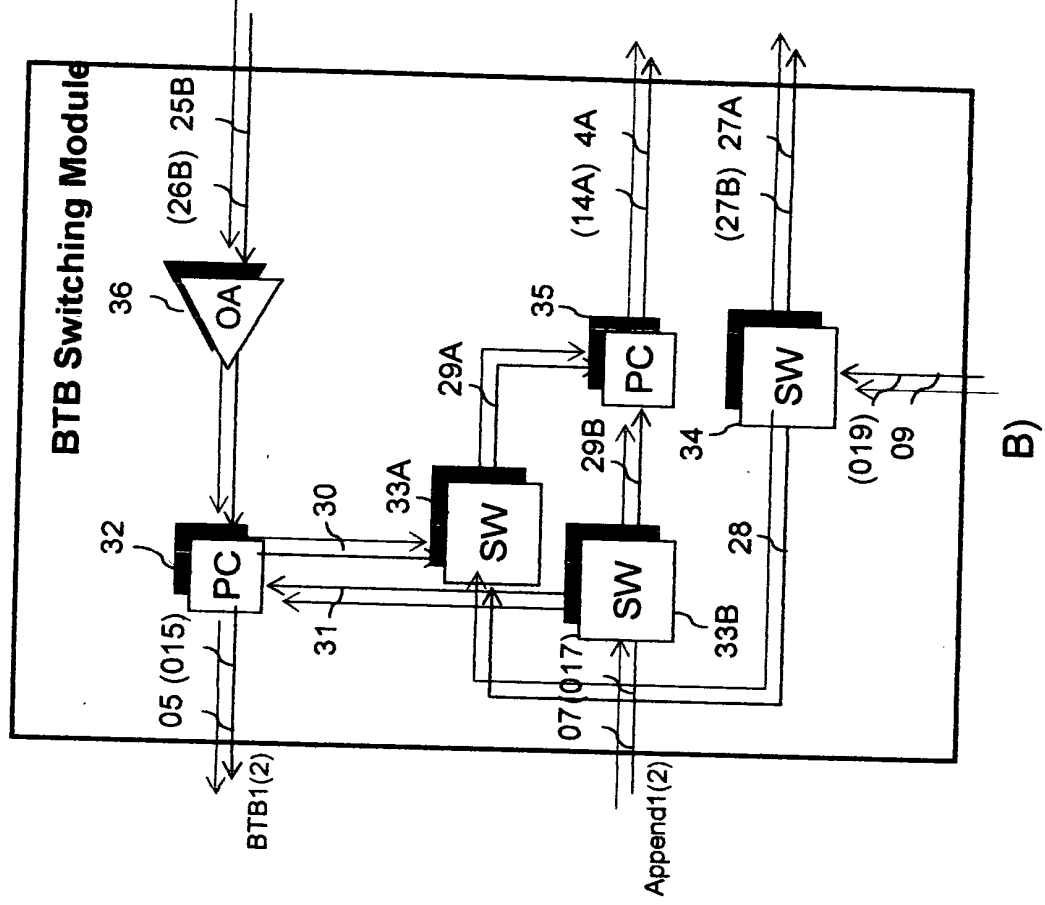 BTB Switching Module
(26B) 25B
36
OA
(14A) 4A
(27B) 27A
35
PC
29A
29B
SW
34
(019)
09
33A
SW
30
32
PC
31
SW
33B
28
05 (015)
07 (017)
BTB1(2)
Append1(2)
B)